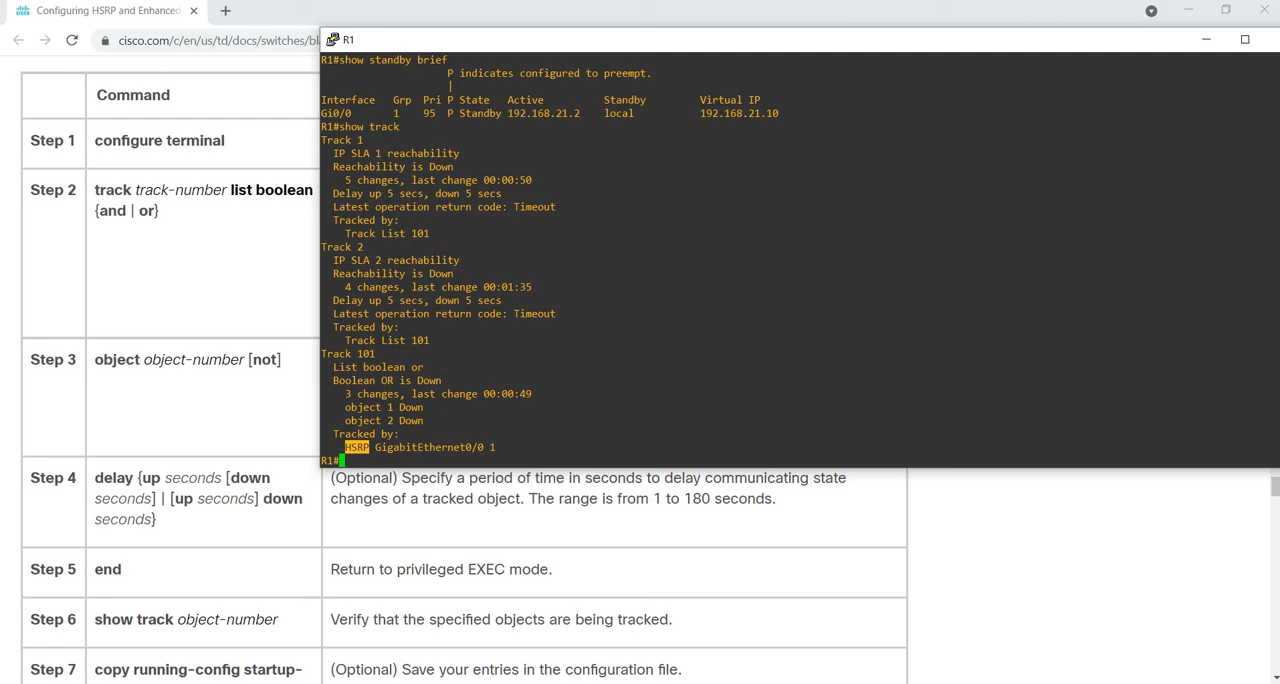 Configuring HSRP and Enhanced
cisco.com/c/en/us/td/docs/switches/bl
R1
Command
Step 1 configure terminal
Step 2 track track-number list boolean
{and | or}
Step 3 object object-number [not]
R1#show standby brief
P indicates configured to preempt.
|
Interface Grp Pri P State Active Standby Virtual IP
Gi0/0 1 95 P Standby 192.168.21.2 local 192.168.21.10
R1#show track
Track 1
IP SLA 1 reachability
Reachability is Down
5 changes, last change 00:00:50
Delay up 5 secs, down 5 secs
Latest operation return code: Timeout
Tracked by:
Track List 101
Track 2
IP SLA 2 reachability
Reachability is Down
4 changes, last change 00:01:35
Delay up 5 secs, down 5 secs
Latest operation return code: Timeout
Tracked by:
Track List 101
Track 101
List boolean or
Boolean OR is Down
3 changes, last change 00:00:49
object 1 Down
object 2 Down
Tracked by:
HSRP GigabitEthernet0/0 1
R1#
Step 4 delay {up seconds [down
seconds] | [up seconds] down
seconds}
(Optional) Specify a period of time in seconds to delay communicating state
changes of a tracked object. The range is from 1 to 180 seconds.
Step 5 end Return to privileged EXEC mode.
Step 6 show track object-number Verify that the specified objects are being tracked.
Step 7 copy running-config startup- (Optional) Save your entries in the configuration file.